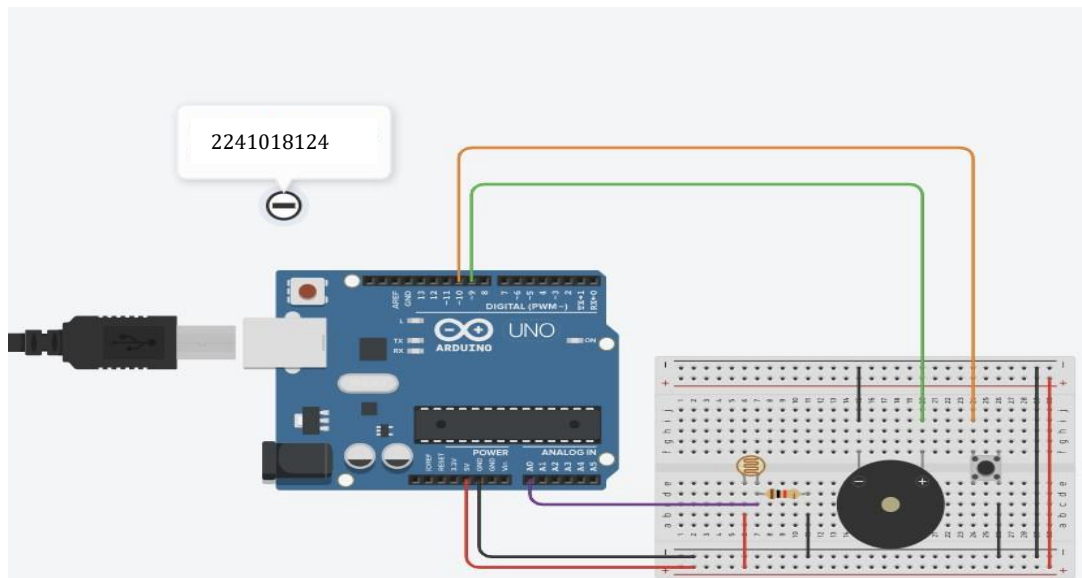 2241018124
AREF
GND
13
12
~11
~10
~9
8
7
~6
~5
4
~3
2
TX→1
RX←0
DIGITAL (PWM~)
L
TX
RX
ARDUINO
UNO
ON
POWER
ANALOG IN
IOREF
RESET
3.3V
5V
GND
GND
Vin
A0
A1
A2
A3
A4
A5